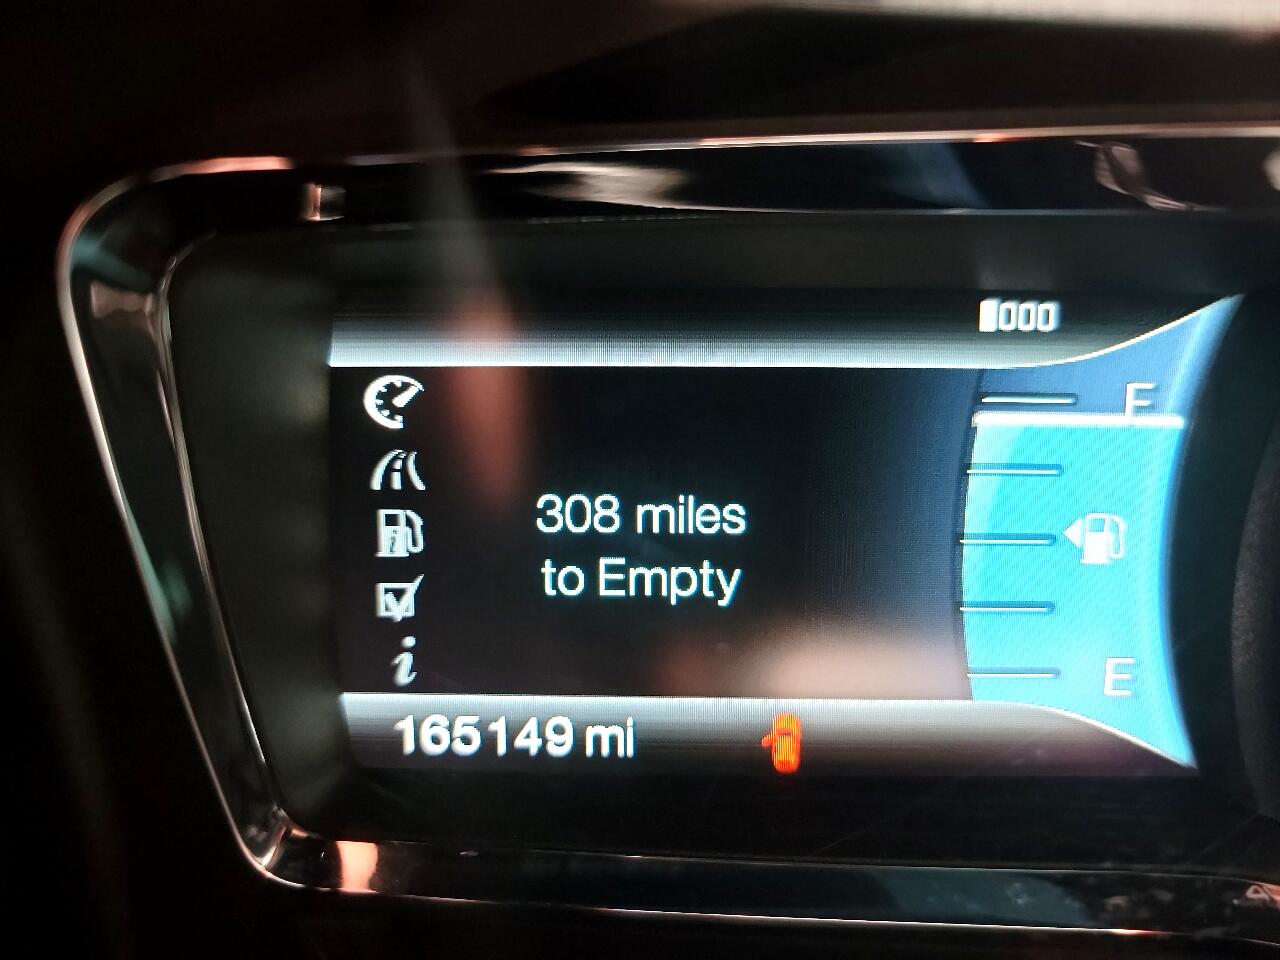 F
308 miles
to Empty
E
165149 mi